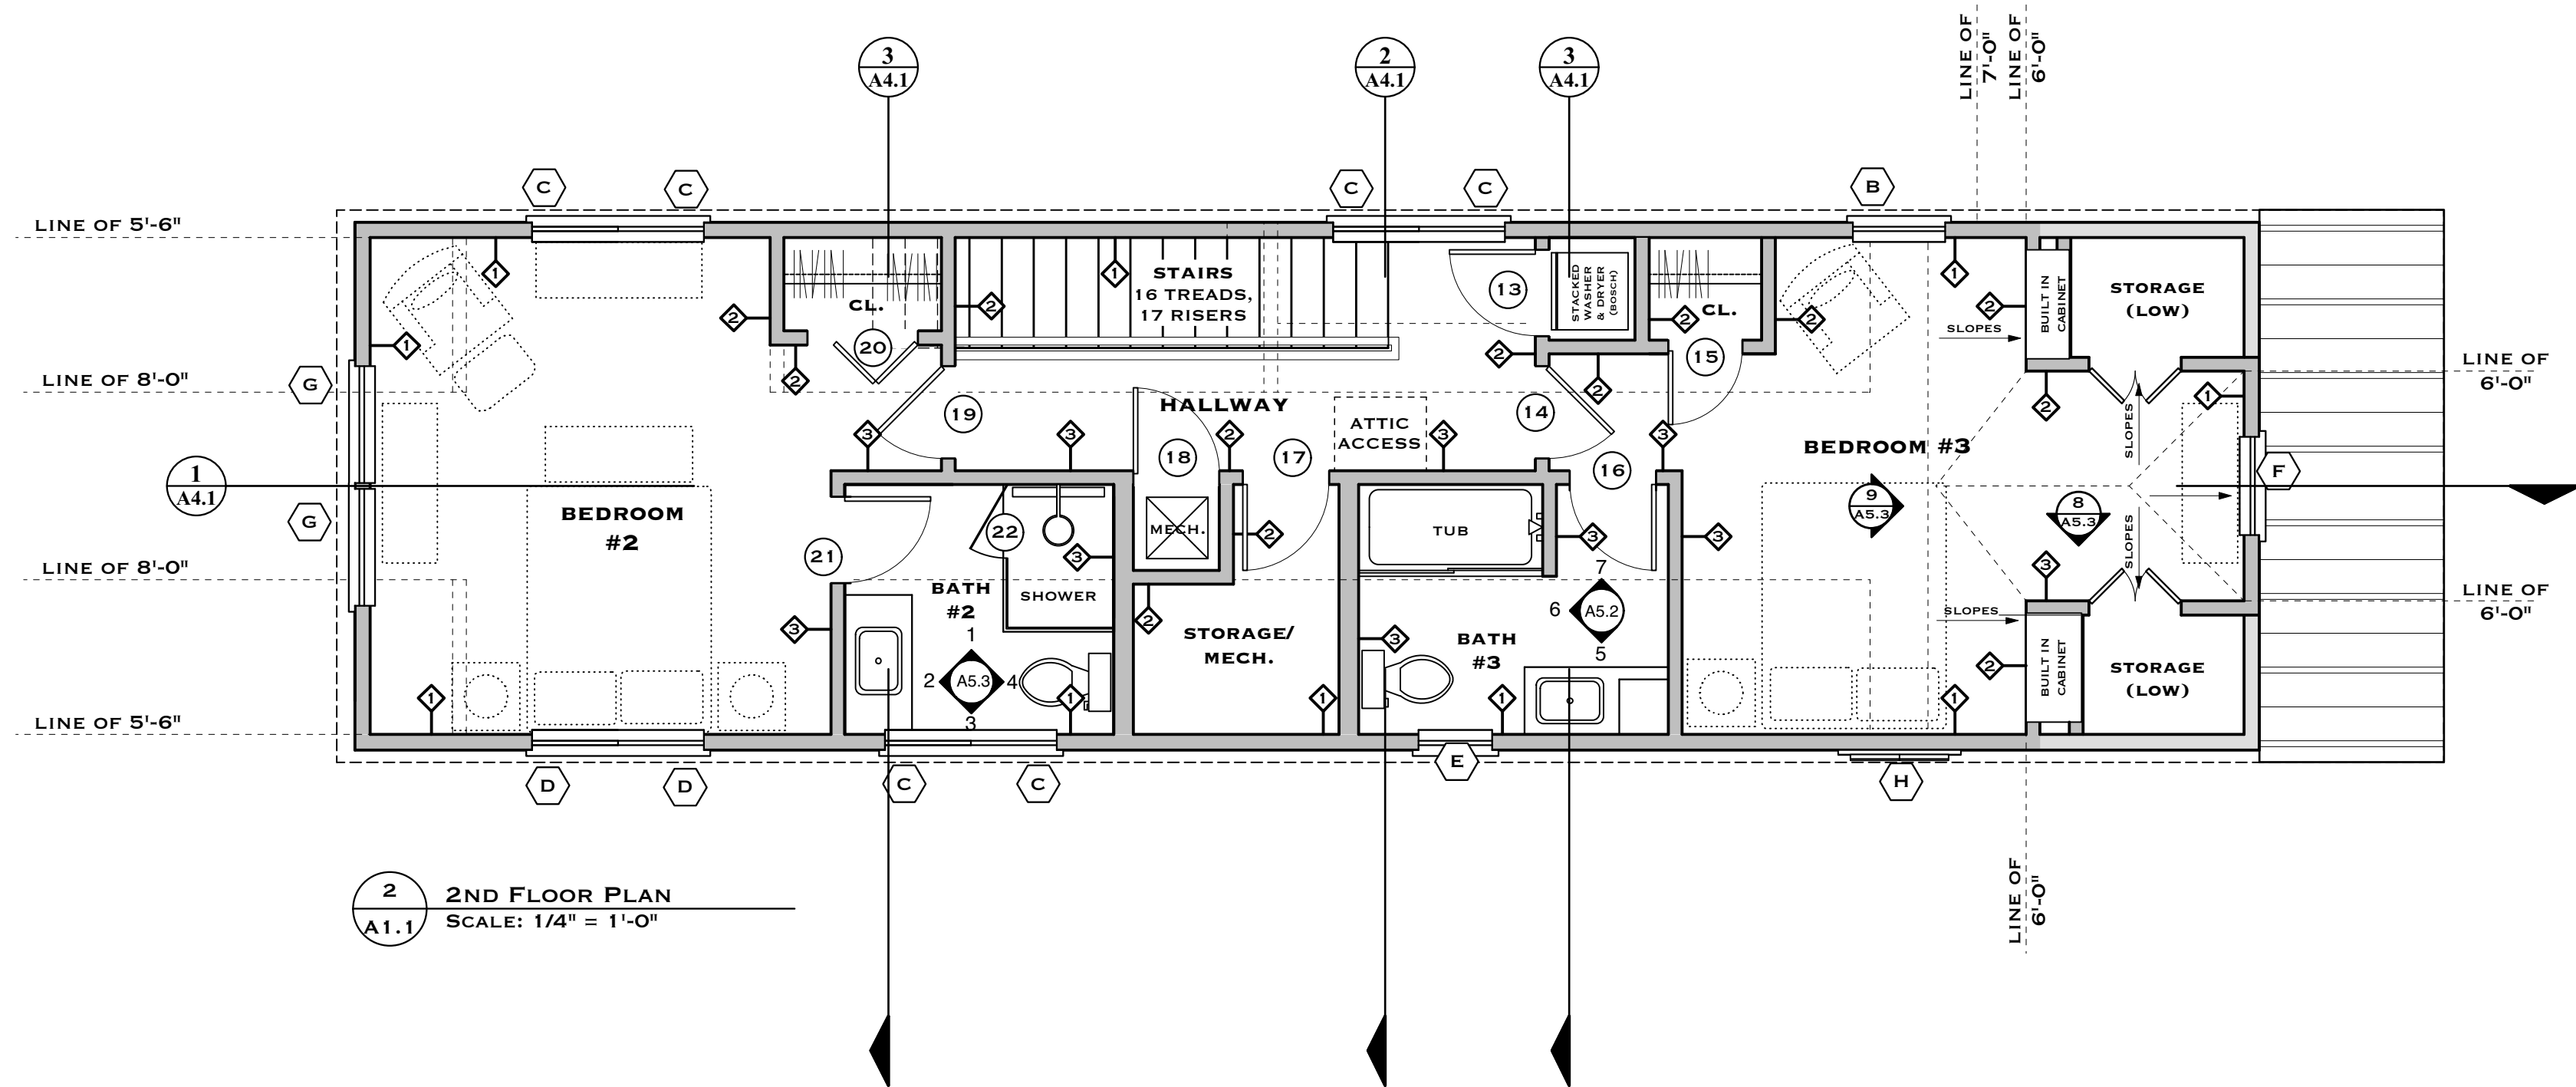 LINE OF
7'-0"
LINE OF
6'-0"
3
A4.1
2
A4.1
3
A4.1
C
C
C
C
B
LINE OF 5'-6"
LINE OF 8'-0"
LINE OF 8'-0"
LINE OF 5'-6"
G
G
1
A4.1
1
1
2
CL.
20
2
2
STAIRS
16 TREADS,
17 RISERS
1
13
STACKED
WASHER
& DRYER
(BOSCH)
2
CL.
2
15
2
2
1
2
SLOPES
BUILT IN
CABINET
STORAGE
(LOW)
LINE OF
6'-0"
3
19
3
HALLWAY
18
2
17
ATTIC
ACCESS
3
14
16
3
BEDROOM #3
2
SLOPES
1
F
BEDROOM
#2
21
22
3
MECH.
2
TUB
3
3
9
A5.3
8
A5.3
SLOPES
BATH
#2
SHOWER
3
1
2
A5.3
4
3
1
2
STORAGE/
MECH.
1
3
BATH
#3
7
6
A5.2
5
1
SLOPES
3
2
BUILT IN
CABINET
STORAGE
(LOW)
LINE OF
6'-0"
1
1
D
D
C
C
E
H
LINE OF
6'-0"
2
A1.1
2ND FLOOR PLAN
SCALE: 1/4" = 1'-0"